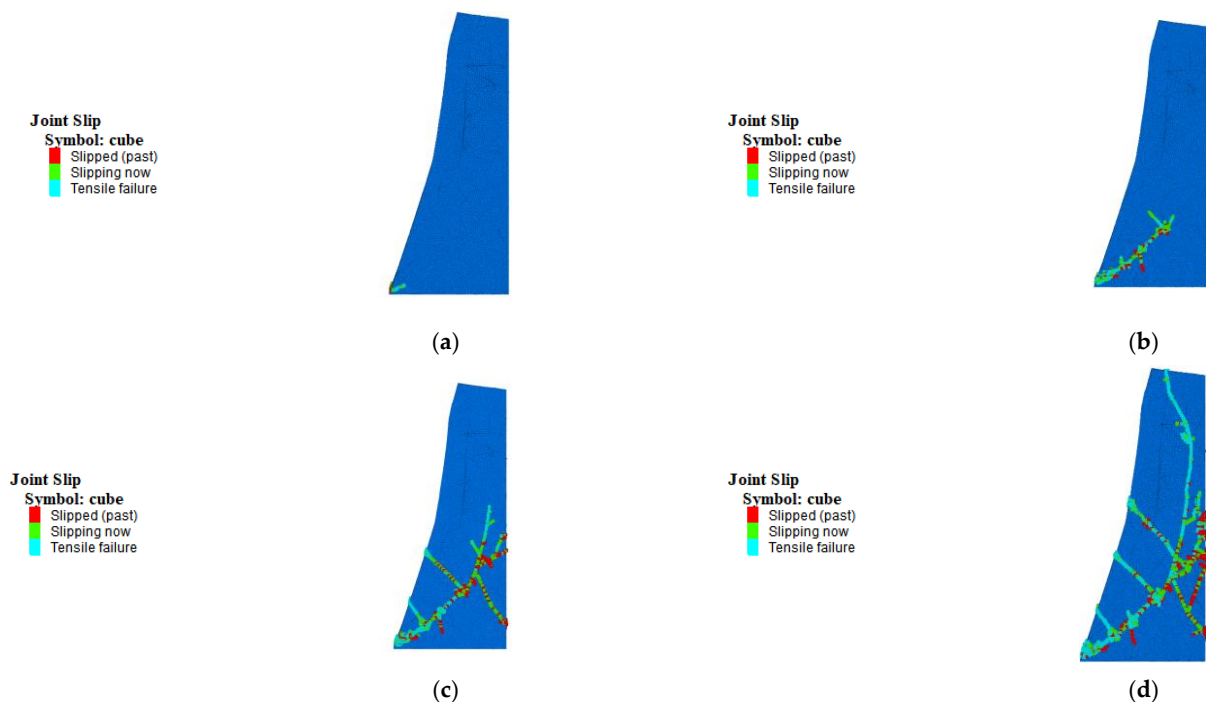 Joint Slip
Symbol: cube
Slipped (past)
Slipping now
Tensile failure
(a)
Joint Slip
Symbol: cube
Slipped (past)
Slipping now
Tensile failure
(b)
Joint Slip
Symbol: cube
Slipped (past)
Slipping now
Tensile failure
(c)
Joint Slip
Symbol: cube
Slipped (past)
Slipping now
Tensile failure
(d)